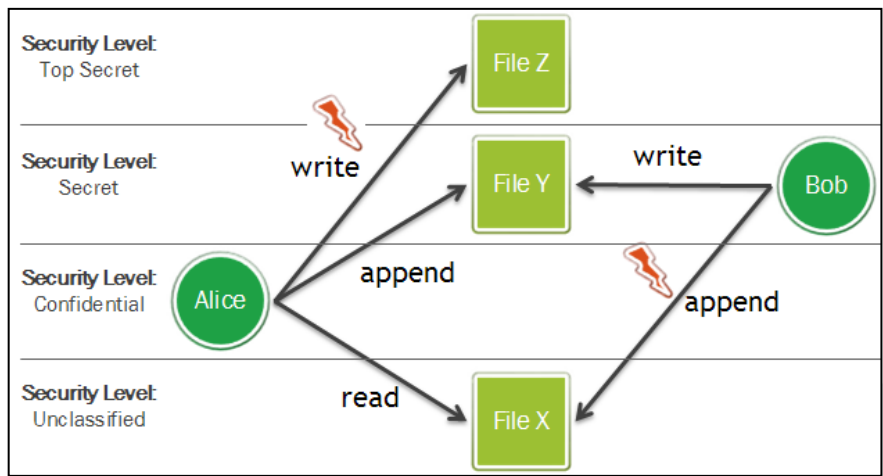 Security Level:
Top Secret
File Z
write
Security Level:
Secret
File Y
write
Bob
append
Security Level:
Confidential
Alice
append
read
Security Level:
Unclassified
File X